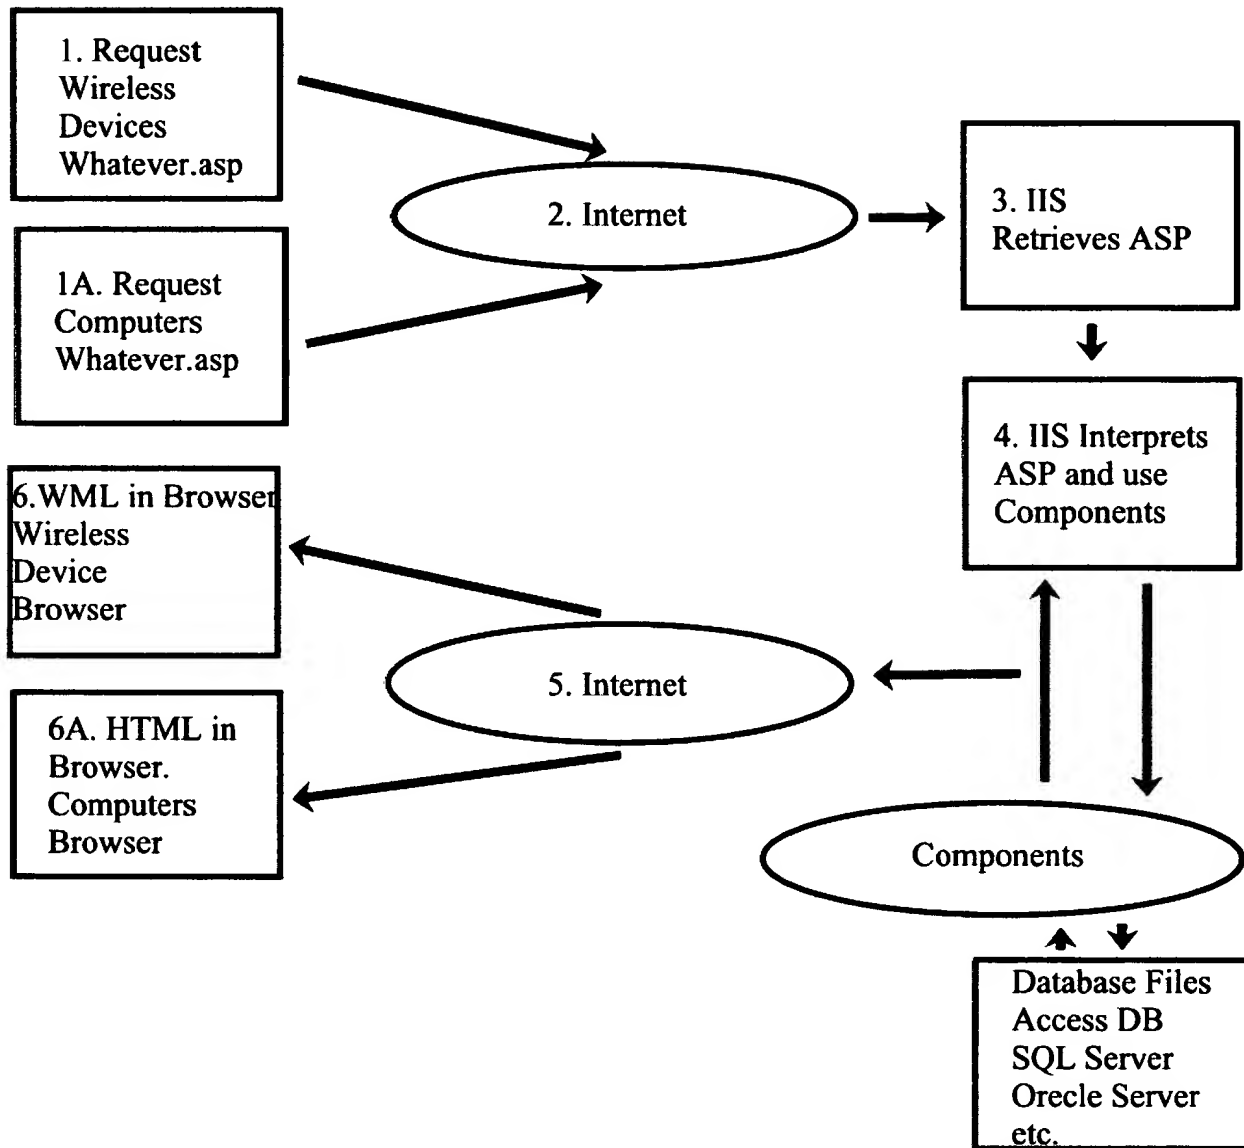 1. Request
Wireless
Devices
Whatever.asp
2. Internet
3. IIS
Retrieves ASP
1A. Request
Computers
Whatever.asp
4. IIS Interprets
ASP and use
Components
6.WML in Browser
Wireless
Device
Browser
5. Internet
6A. HTML in
Browser.
Computers
Browser
Components
Database Files
Access DB
SQL Server
Orecle Server
etc.